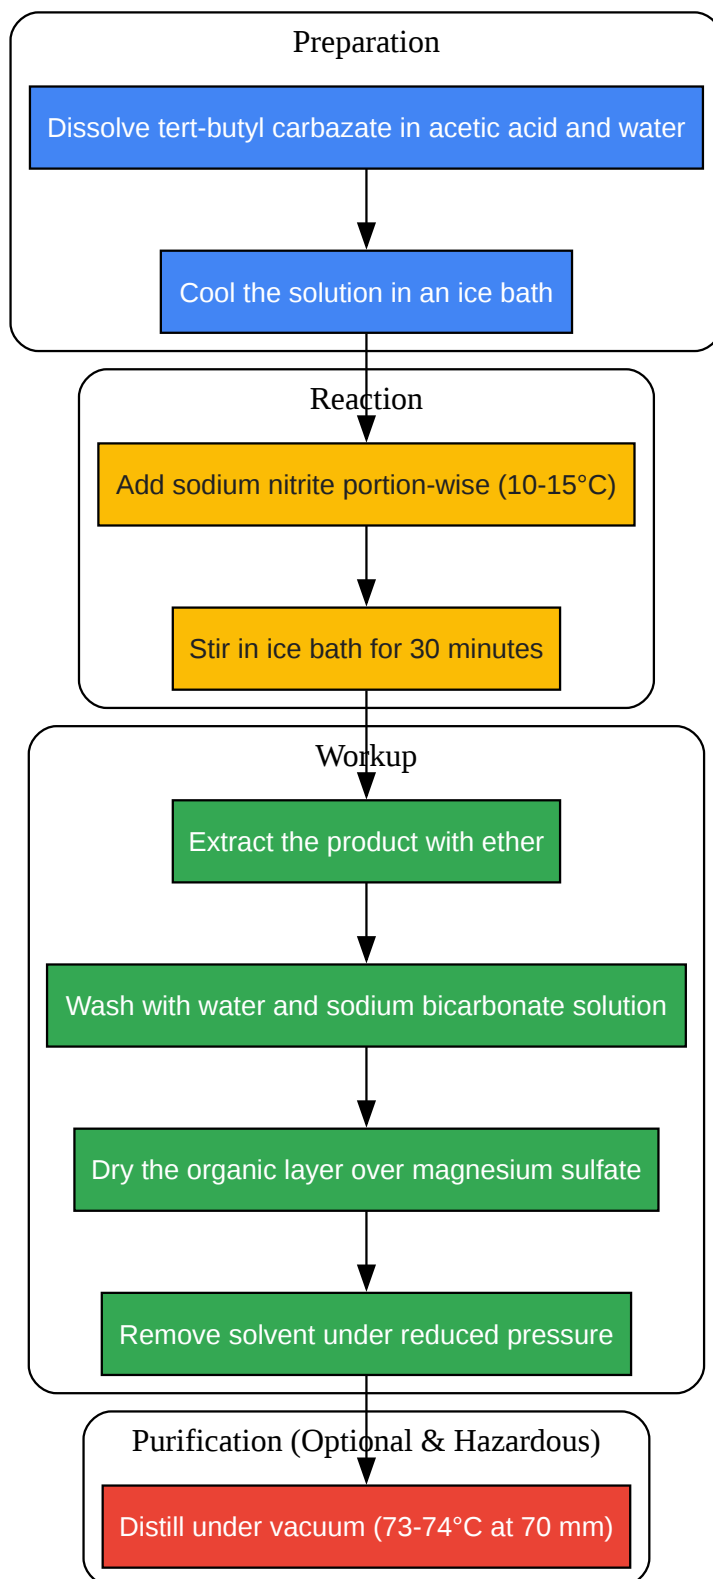 Preparation
Dissolve tert-butyl carbazate in acetic acid and water
Cool the solution in an ice bath
Reaction
Add sodium nitrite portion-wise (10-15°C)
Stir in ice bath for 30 minutes
Workup
Extract the product with ether
Wash with water and sodium bicarbonate solution
Dry the organic layer over magnesium sulfate
Remove solvent under reduced pressure
Purification (Optional & Hazardous)
Distill under vacuum (73-74°C at 70 mm)